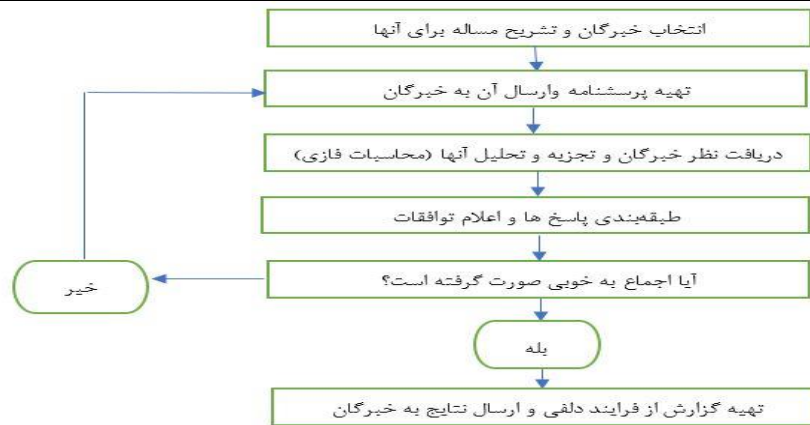 انتخاب خبرگان و تشریح مساله برای آنها
تهیه پرسشنامه وارسال آن به خبرگان
دریافت نظر خبرگان و تجزیه و تحلیل آنها (محاسبات فازی)
طبقه‌بندی پاسخ ها و اعلام توافقات
آیا اجماع به خوبی صورت گرفته است؟
خیر
بله
تهیه گزارش از فرایند دلفی و ارسال نتایج به خبرگان